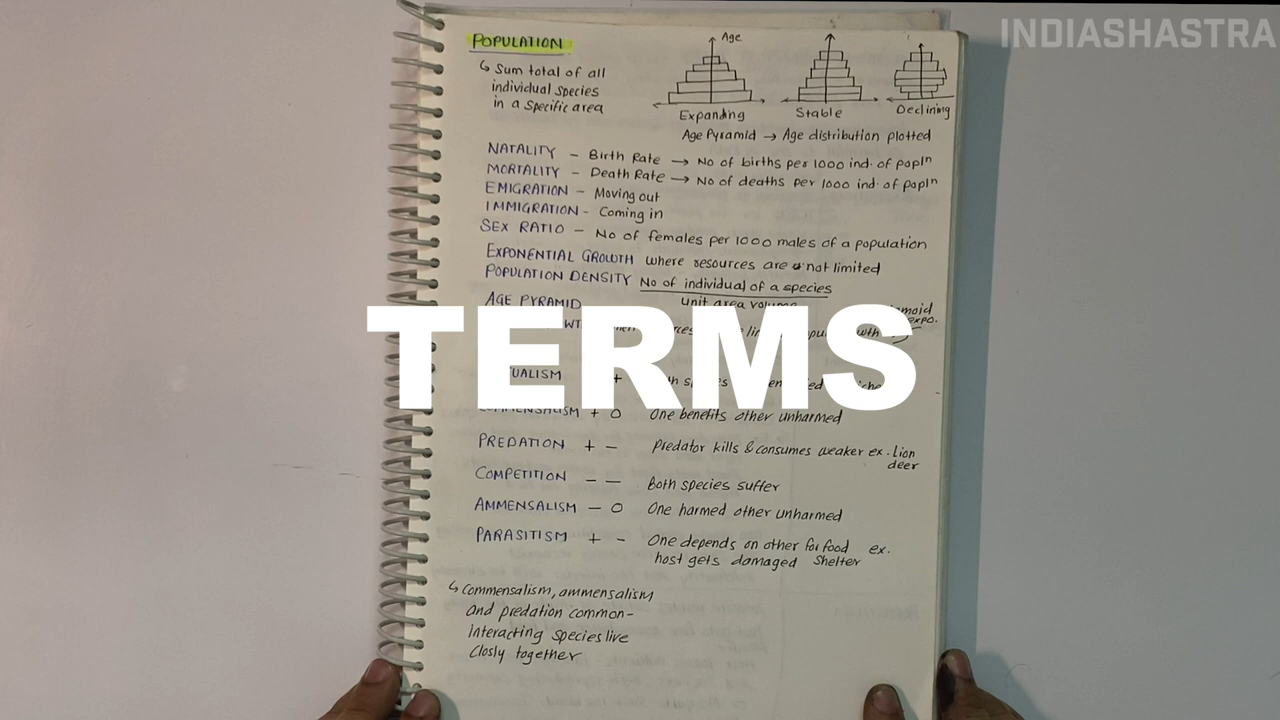 INDIASHASTRA
POPULATION
↳ Sum total of all
individual species
in a specific area
Age
Expanding
Stable
Declining
Age Pyramid → Age distribution plotted
NATALITY – Birth Rate → No of births per 1000 ind. of popln
MORTALITY – Death Rate → No of deaths per 1000 ind. of popln
EMIGRATION – Moving out
IMMIGRATION – Coming in
SEX RATIO – No of females per 1000 males of a population
EXPONENTIAL GROWTH where resources are not limited
POPULATION DENSITY No of individual of a species
unit area volume
AGE PYRAMID
expo.
TERMS
+
COMMENSALISM + 0 One benefits other unharmed
PREDATION + – Predator kills & consumes weaker ex. Lion
deer
COMPETITION – – Both species suffer
AMMENSALISM – 0 One harmed other unharmed
PARASITISM + – One depends on other for food ex.
host gets damaged shelter
↳ Commensalism, ammensalism
and predation common–
interacting species live
Closly together